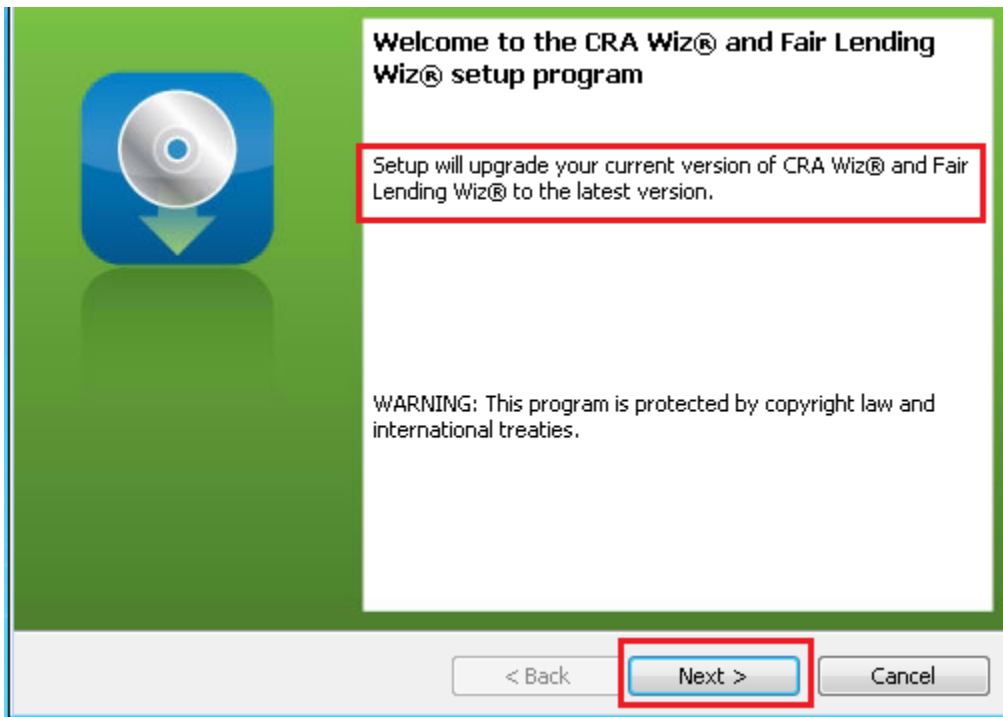 Welcome to the CRA Wiz® and Fair Lending
Wiz® setup program
Setup will upgrade your current version of CRA Wiz® and Fair
Lending Wiz® to the latest version.
WARNING: This program is protected by copyright law and
international treaties.
< Back
Next >
Cancel